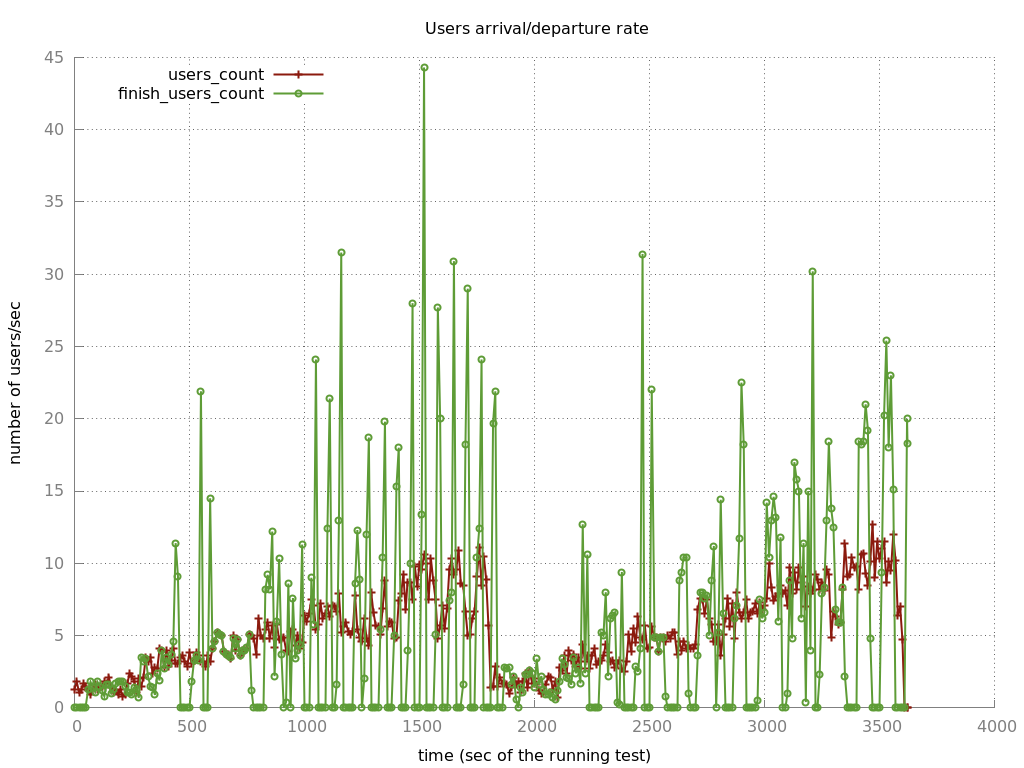 Users arrival/departure rate
users_count
finish_users_count
number of users/sec
45
40
35
30
25
20
15
10
5
0
0 500 1000 1500 2000 2500 3000 3500 4000
time (sec of the running test)